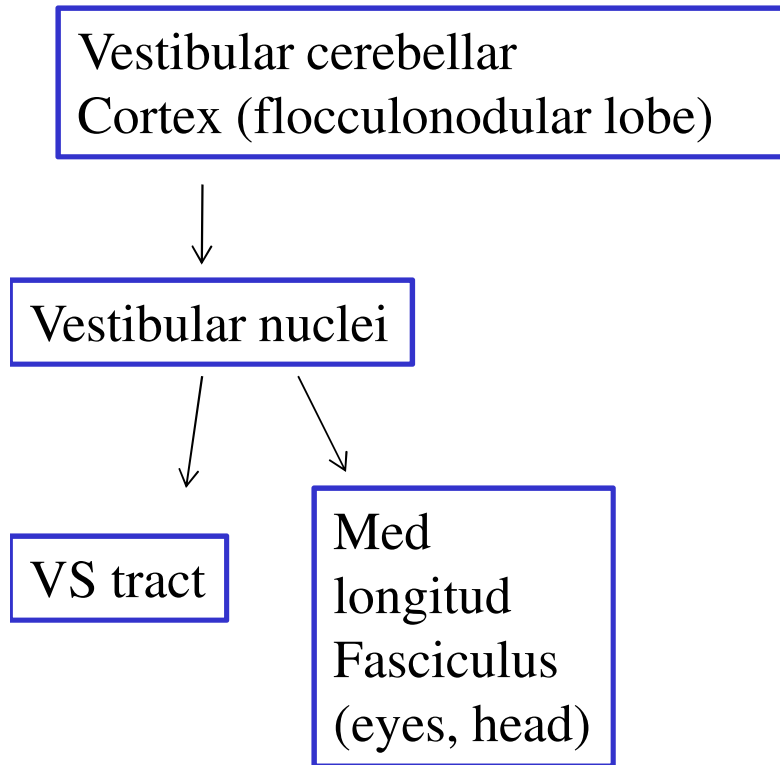 Vestibular cerebellar
Cortex (flocculonodular lobe)
Vestibular nuclei
VS tract
Med
longitud
Fasciculus
(eyes, head)